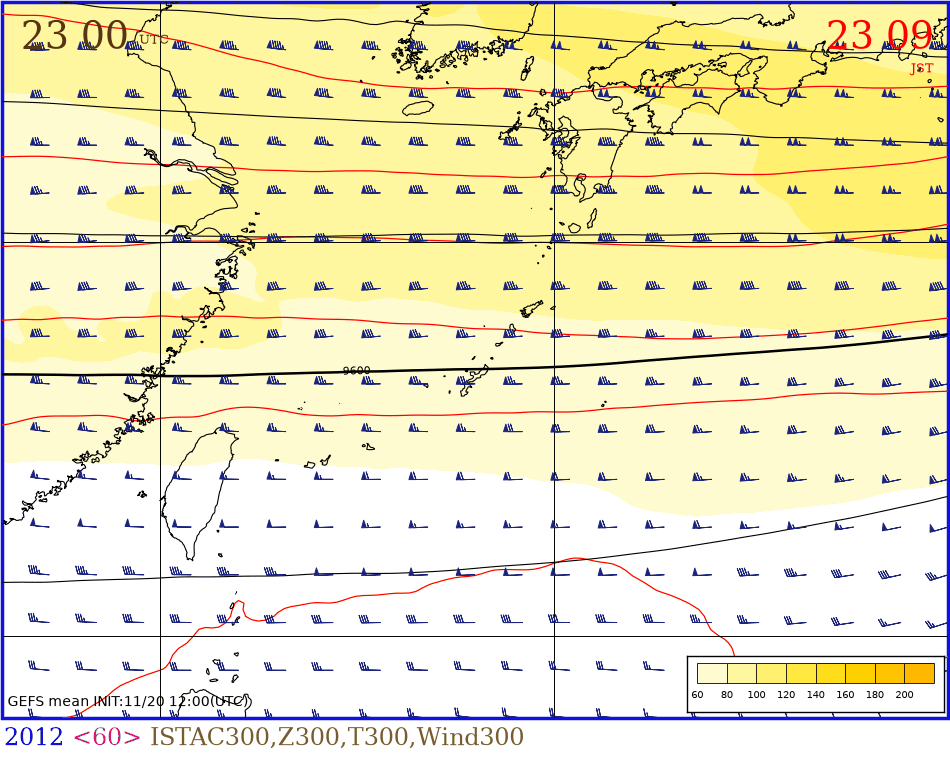 23 00 UTC
23 09
JST
9600
60 80 100 120 140 160 180 200
GEFS mean INIT:11/20 12:00(UTC)
2012 <60> ISTAC300,Z300,T300,Wind300